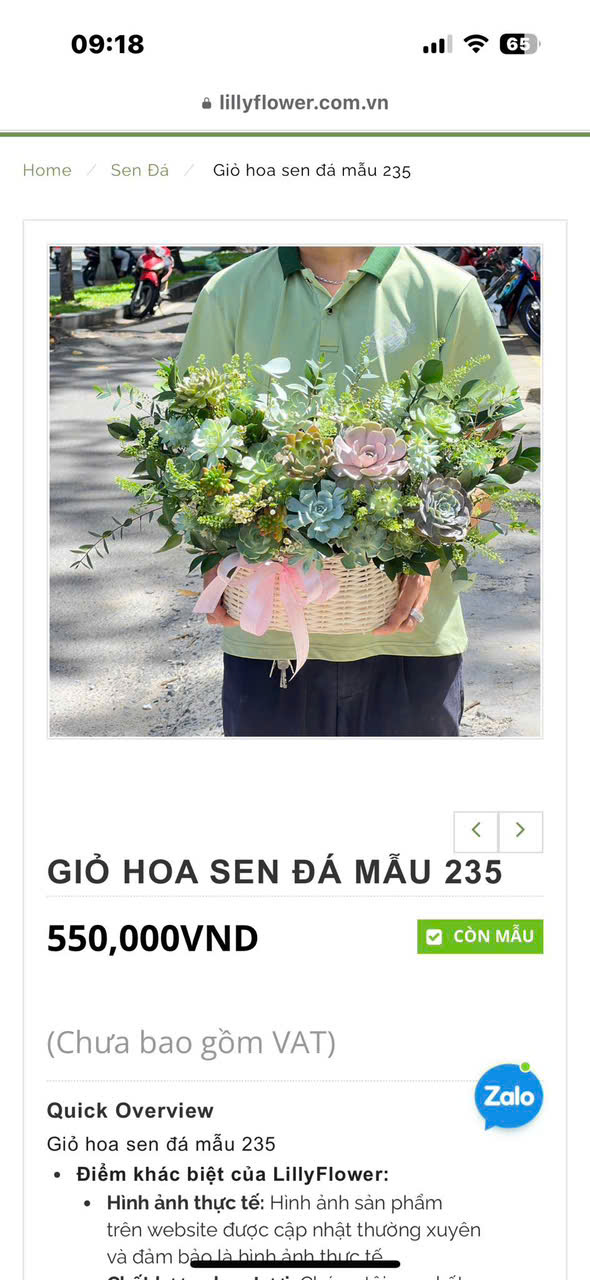 09:18
65
lillyflower.com.vn
Home / Sen Đá / Giỏ hoa sen đá mẫu 235
GIỎ HOA SEN ĐÁ MẪU 235
550,000VND
CÒN MẪU
(Chưa bao gồm VAT)
Zalo
Quick Overview
Giỏ hoa sen đá mẫu 235
• Điểm khác biệt của LillyFlower:
• Hình ảnh thực tế: Hình ảnh sản phẩm
trên website được cập nhật thường xuyên
và đảm bảo là hình ảnh thực tế